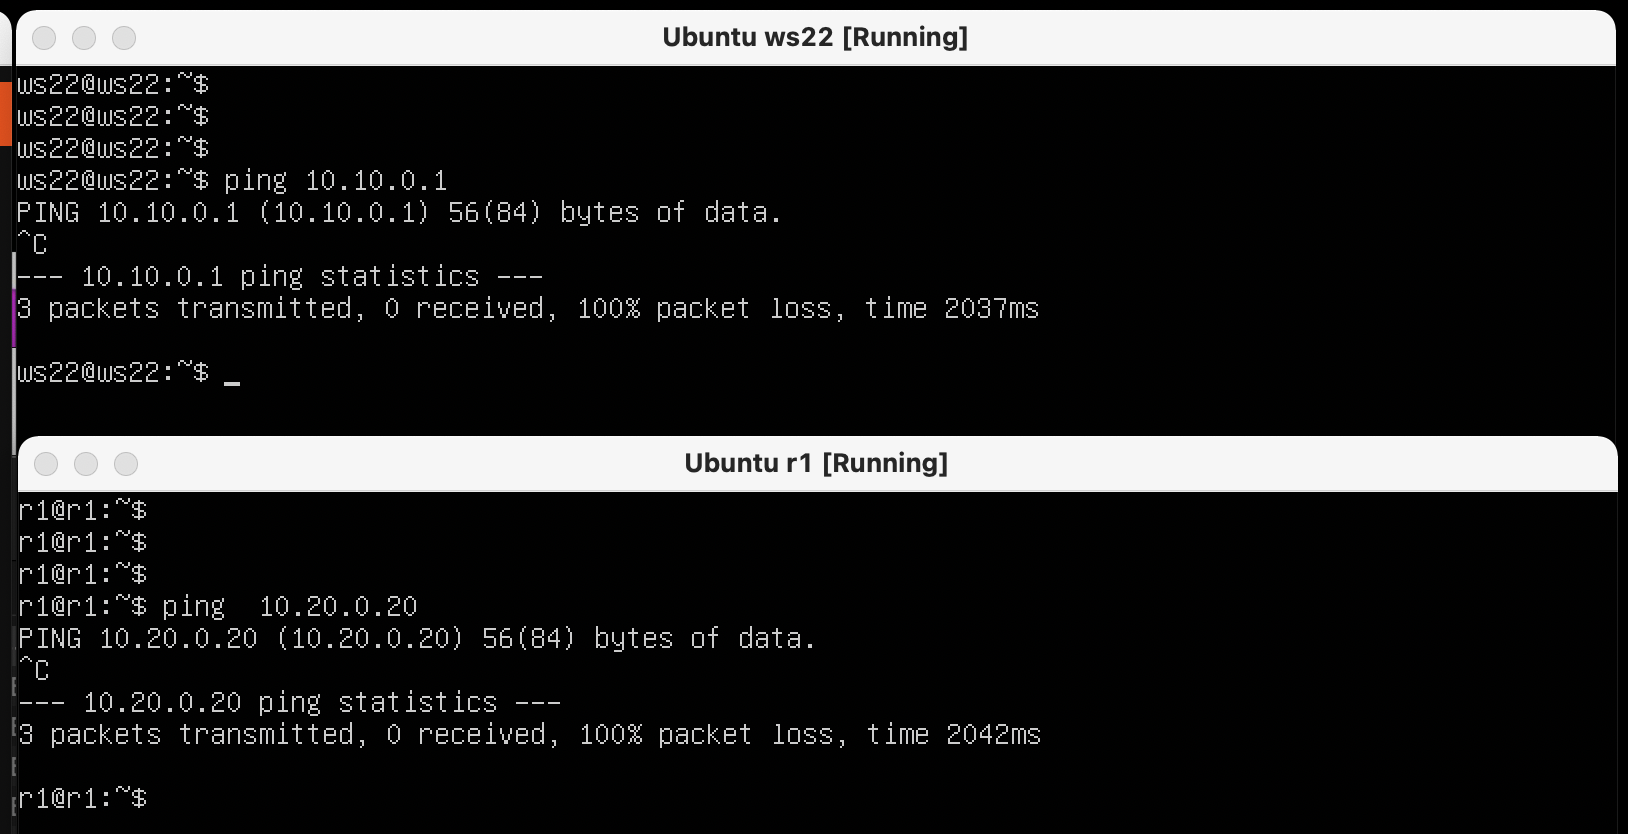 Ubuntu ws22 [Running]
ws22@ws22:~$
ws22@ws22:~$
ws22@ws22:~$
ws22@ws22:~$ ping 10.10.0.1
PING 10.10.0.1 (10.10.0.1) 56(84) bytes of data.
^C
--- 10.10.0.1 ping statistics ---
3 packets transmitted, 0 received, 100% packet loss, time 2037ms
ws22@ws22:~$ _
Ubuntu r1 [Running]
r1@r1:~$
r1@r1:~$
r1@r1:~$
r1@r1:~$ ping  10.20.0.20
PING 10.20.0.20 (10.20.0.20) 56(84) bytes of data.
^C
--- 10.20.0.20 ping statistics ---
3 packets transmitted, 0 received, 100% packet loss, time 2042ms
r1@r1:~$